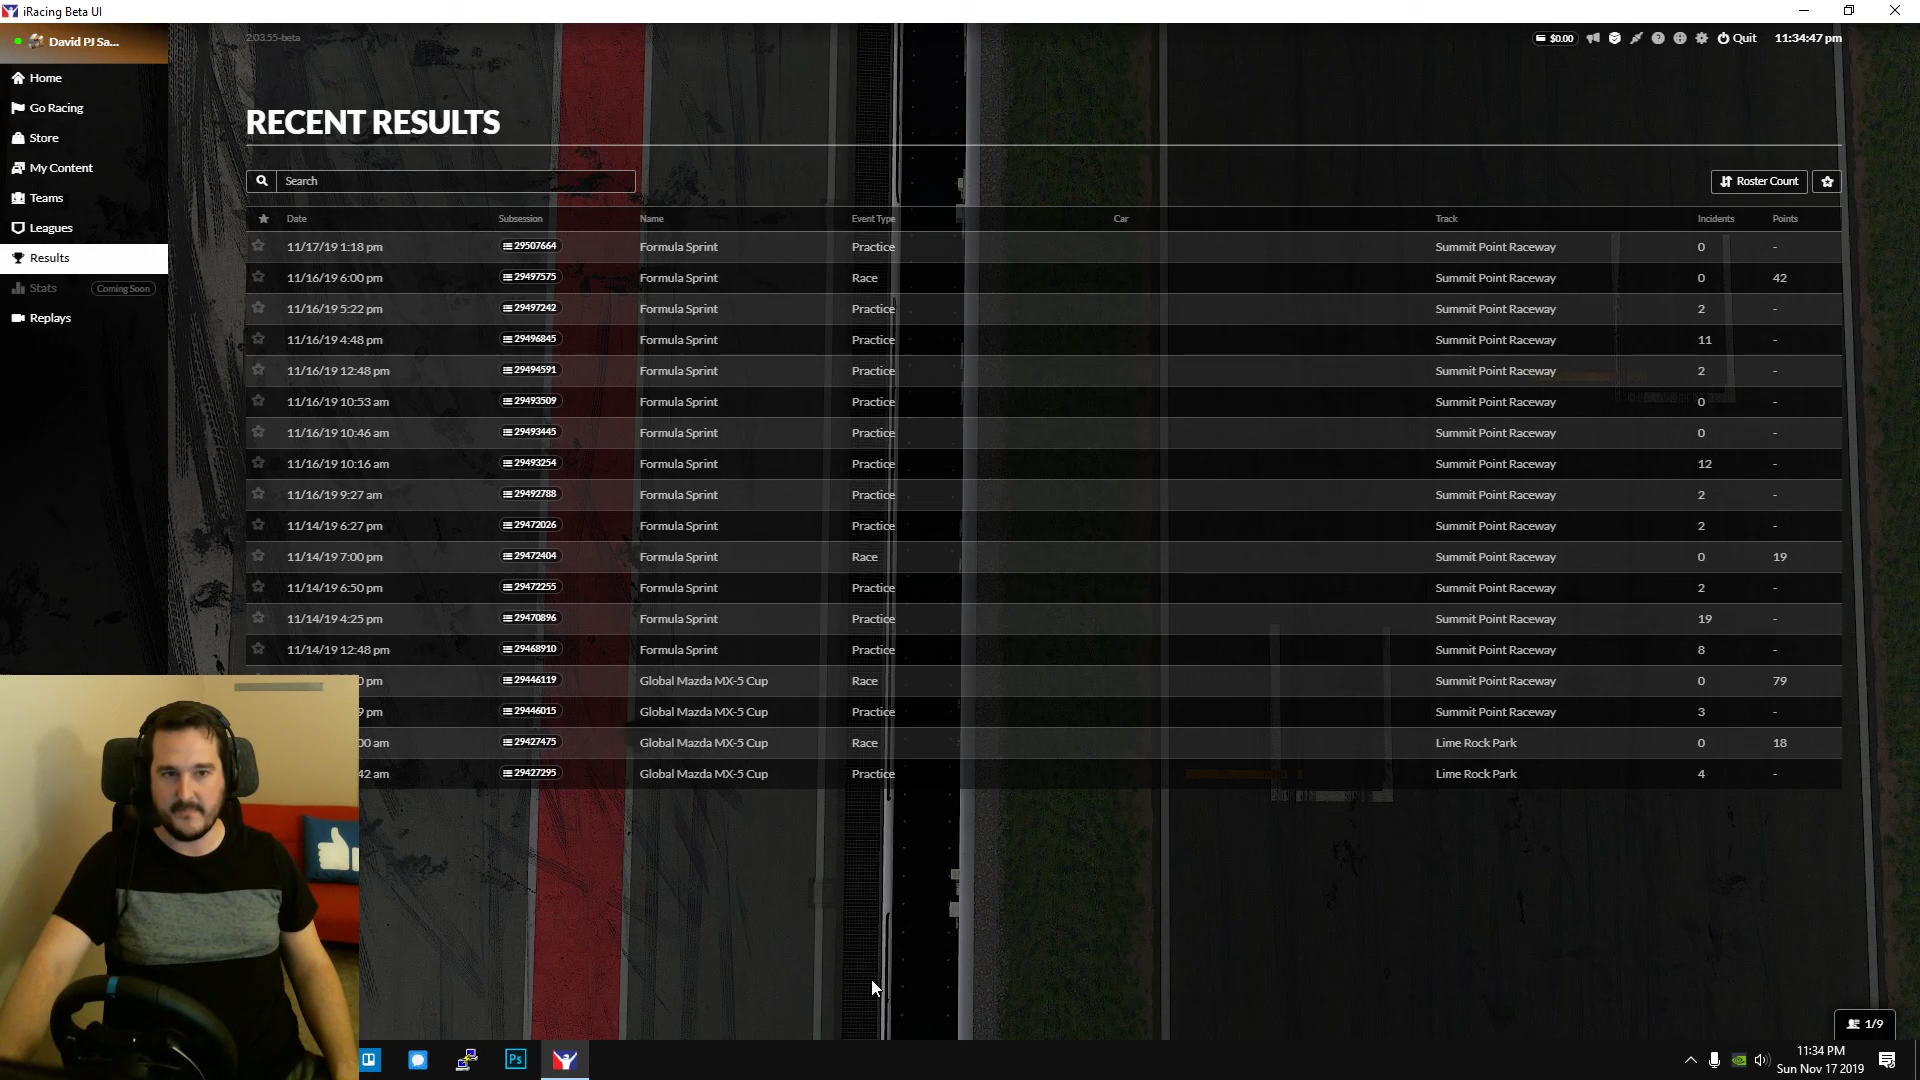 iRacing Beta UI
David PJ Sa...
2.03.55-beta
$0.00
Quit
11:34:47 pm
Home
Go Racing
Store
My Content
Teams
Leagues
Results
Stats Coming Soon
Replays
RECENT RESULTS
Search
Roster Count
Date Subsession Name Event Type Car Track Incidents Points
11/17/19 1:18 pm 29507664 Formula Sprint Practice Summit Point Raceway 0 -
11/16/19 6:00 pm 29497575 Formula Sprint Race Summit Point Raceway 0 42
11/16/19 5:22 pm 29497242 Formula Sprint Practice Summit Point Raceway 2 -
11/16/19 4:48 pm 29496845 Formula Sprint Practice Summit Point Raceway 11 -
11/16/19 12:48 pm 29494591 Formula Sprint Practice Summit Point Raceway 2 -
11/16/19 10:53 am 29493509 Formula Sprint Practice Summit Point Raceway 0 -
11/16/19 10:46 am 29493445 Formula Sprint Practice Summit Point Raceway 0 -
11/16/19 10:16 am 29493254 Formula Sprint Practice Summit Point Raceway 12 -
11/16/19 9:27 am 29492788 Formula Sprint Practice Summit Point Raceway 2 -
11/14/19 6:27 pm 29472026 Formula Sprint Practice Summit Point Raceway 2 -
11/14/19 7:00 pm 29472404 Formula Sprint Race Summit Point Raceway 0 19
11/14/19 6:50 pm 29472255 Formula Sprint Practice Summit Point Raceway 2 -
11/14/19 4:25 pm 29470896 Formula Sprint Practice Summit Point Raceway 19 -
11/14/19 12:48 pm 29468910 Formula Sprint Practice Summit Point Raceway 8 -
0 pm 29446119 Global Mazda MX-5 Cup Race Summit Point Raceway 0 79
9 pm 29446015 Global Mazda MX-5 Cup Practice Summit Point Raceway 3 -
00 am 29427475 Global Mazda MX-5 Cup Race Lime Rock Park 0 18
42 am 29427295 Global Mazda MX-5 Cup Practice Lime Rock Park 4 -
1/9
Ps
11:34 PM
Sun Nov 17 2019